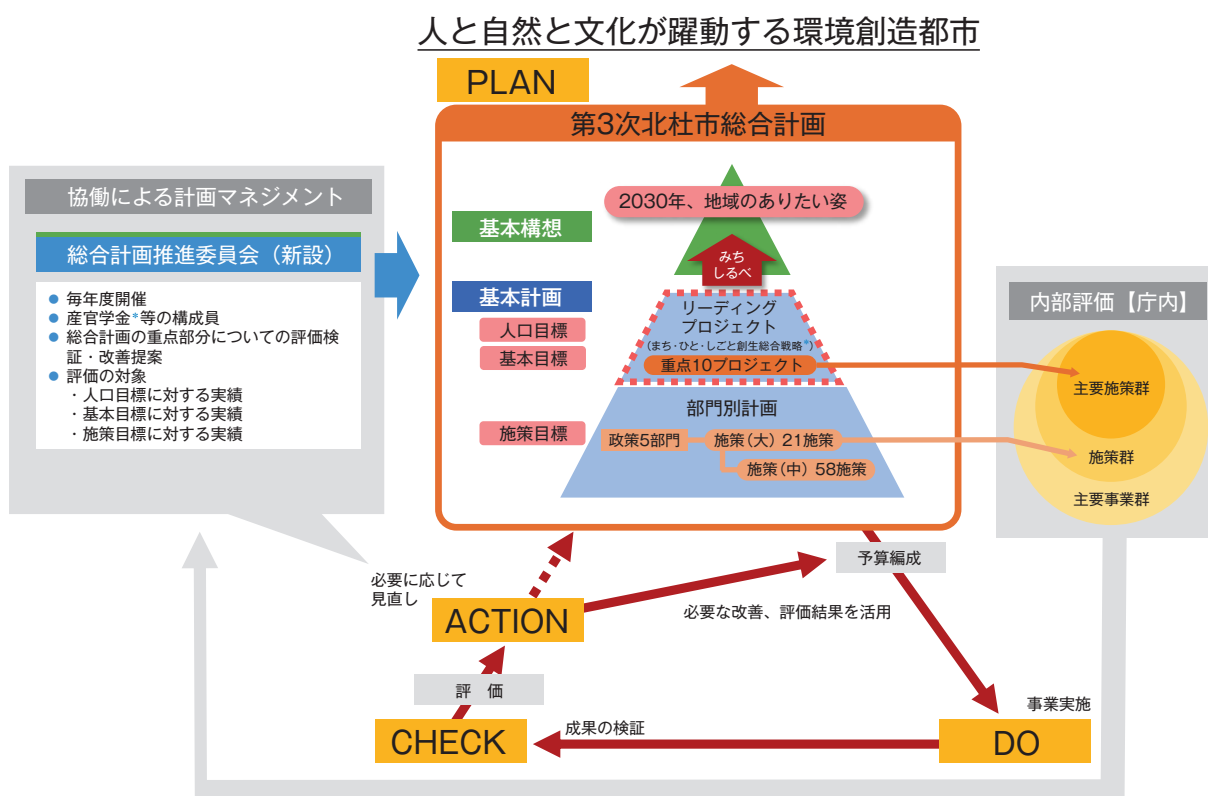 人と自然と文化が躍動する環境創造都市
PLAN
第3次北杜市総合計画
協働による計画マネジメント
総合計画推進委員会（新設）
● 毎年度開催
● 産官学金*等の構成員
● 総合計画の重点部分についての評価検
証・改善提案
● 評価の対象
・人口目標に対する実績
・基本目標に対する実績
・施策目標に対する実績
2030年、地域のありたい姿
基本構想
みち
しるべ
基本計画
人口目標
基本目標
リーディング
プロジェクト
(まち・ひと・しごと創生総合戦略*)
重点10プロジェクト
施策目標
部門別計画
政策5部門
施策(大) 21施策
施策(中) 58施策
内部評価【庁内】
主要施策群
施策群
主要事業群
必要に応じて
見直し
予算編成
ACTION
必要な改善、評価結果を活用
評　価
事業実施
CHECK
成果の検証
DO